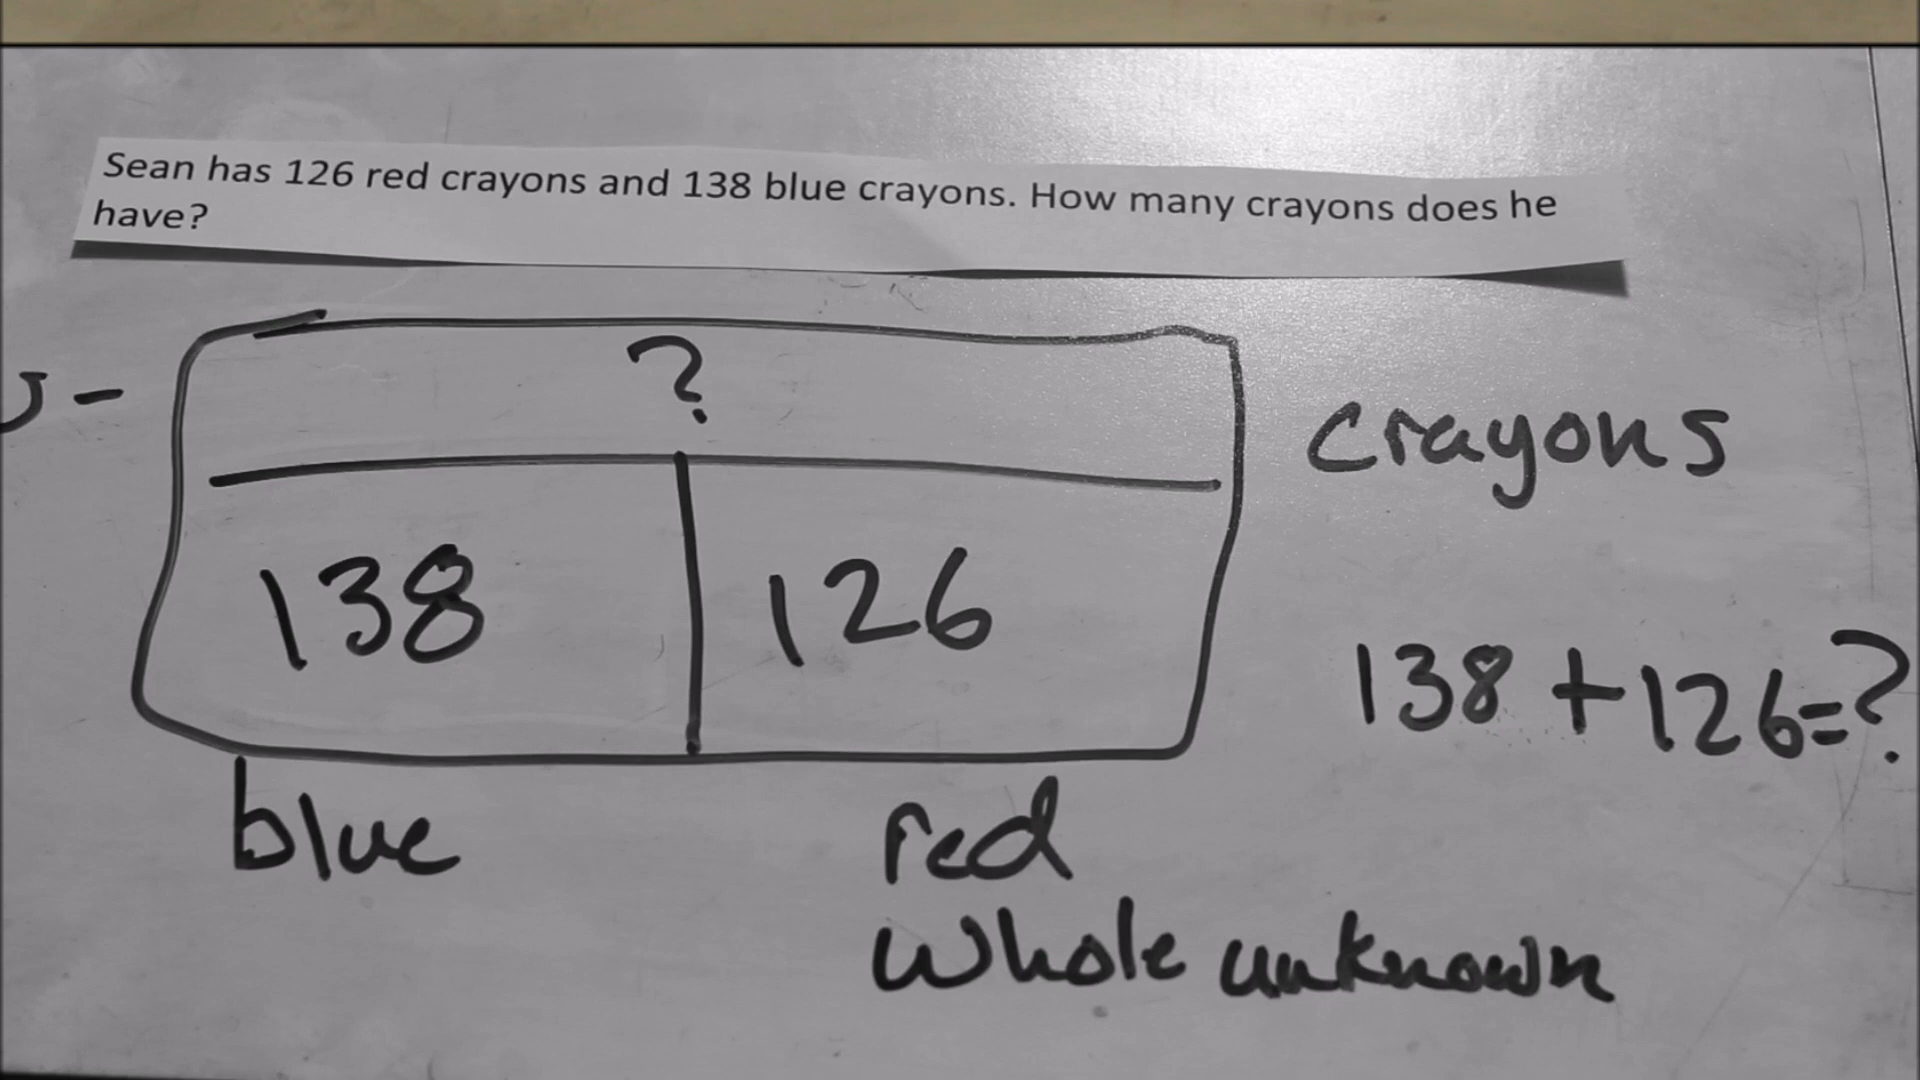 Sean has 126 red crayons and 138 blue crayons. How many crayons does he
have?
?
crayons
138 126
138 + 126 = ?
blue red
whole unknown